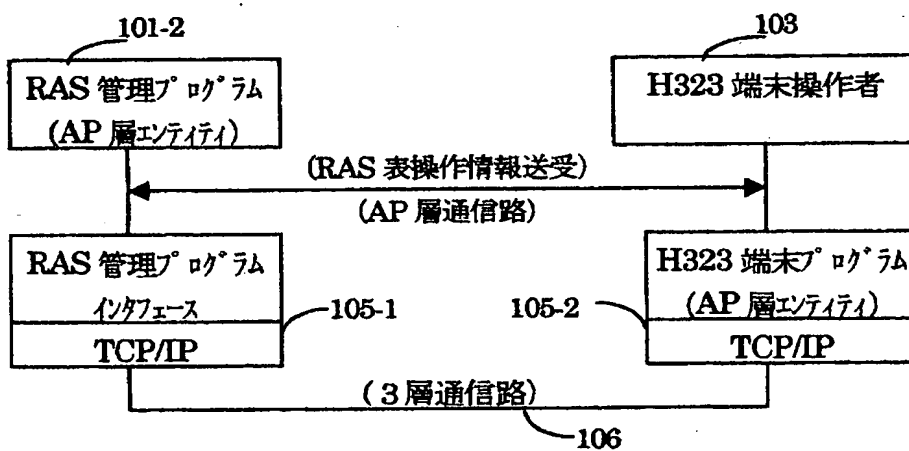 101-2
103
RAS 管理プログラム
(AP 層エンティティ)
H323 端末操作者
(RAS 表操作情報送受)
(AP 層通信路)
RAS 管理プログラム
インタフェース
TCP/IP
105-1
105-2
H323 端末プログラム
(AP 層エンティティ)
TCP/IP
(3層通信路)
106